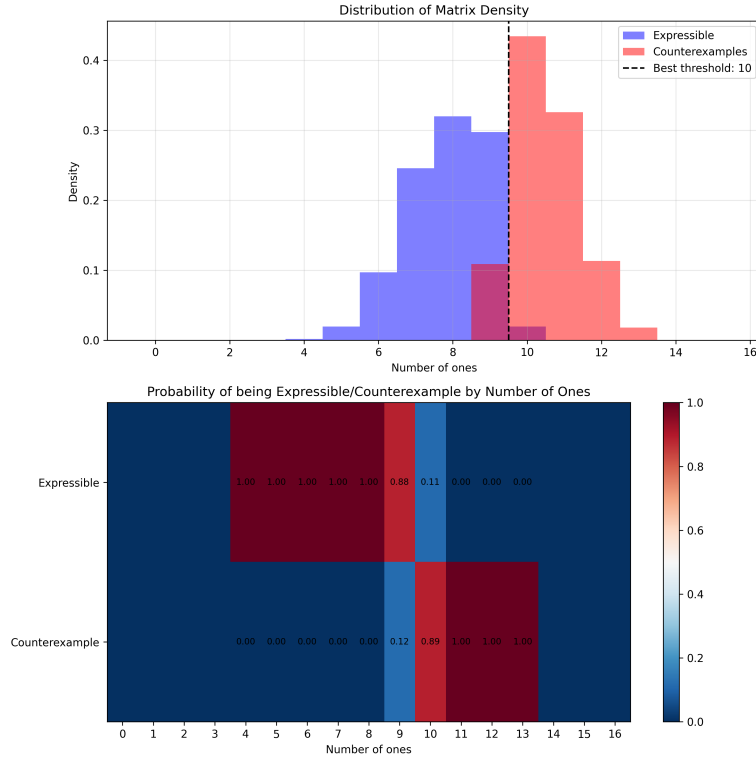 Distribution of Matrix Density
Expressible
Counterexamples
Best threshold: 10
0.4
0.3
0.2
0.1
0.0
Density
0 2 4 6 8 10 12 14 16
Number of ones
Probability of being Expressible/Counterexample by Number of Ones
Expressible
1.00 1.00 1.00 1.00 1.00 0.88 0.11 0.00 0.00 0.00
Counterexample
0.00 0.00 0.00 0.00 0.00 0.12 0.89 1.00 1.00 1.00
0 1 2 3 4 5 6 7 8 9 10 11 12 13 14 15 16
Number of ones
1.0
0.8
0.6
0.4
0.2
0.0